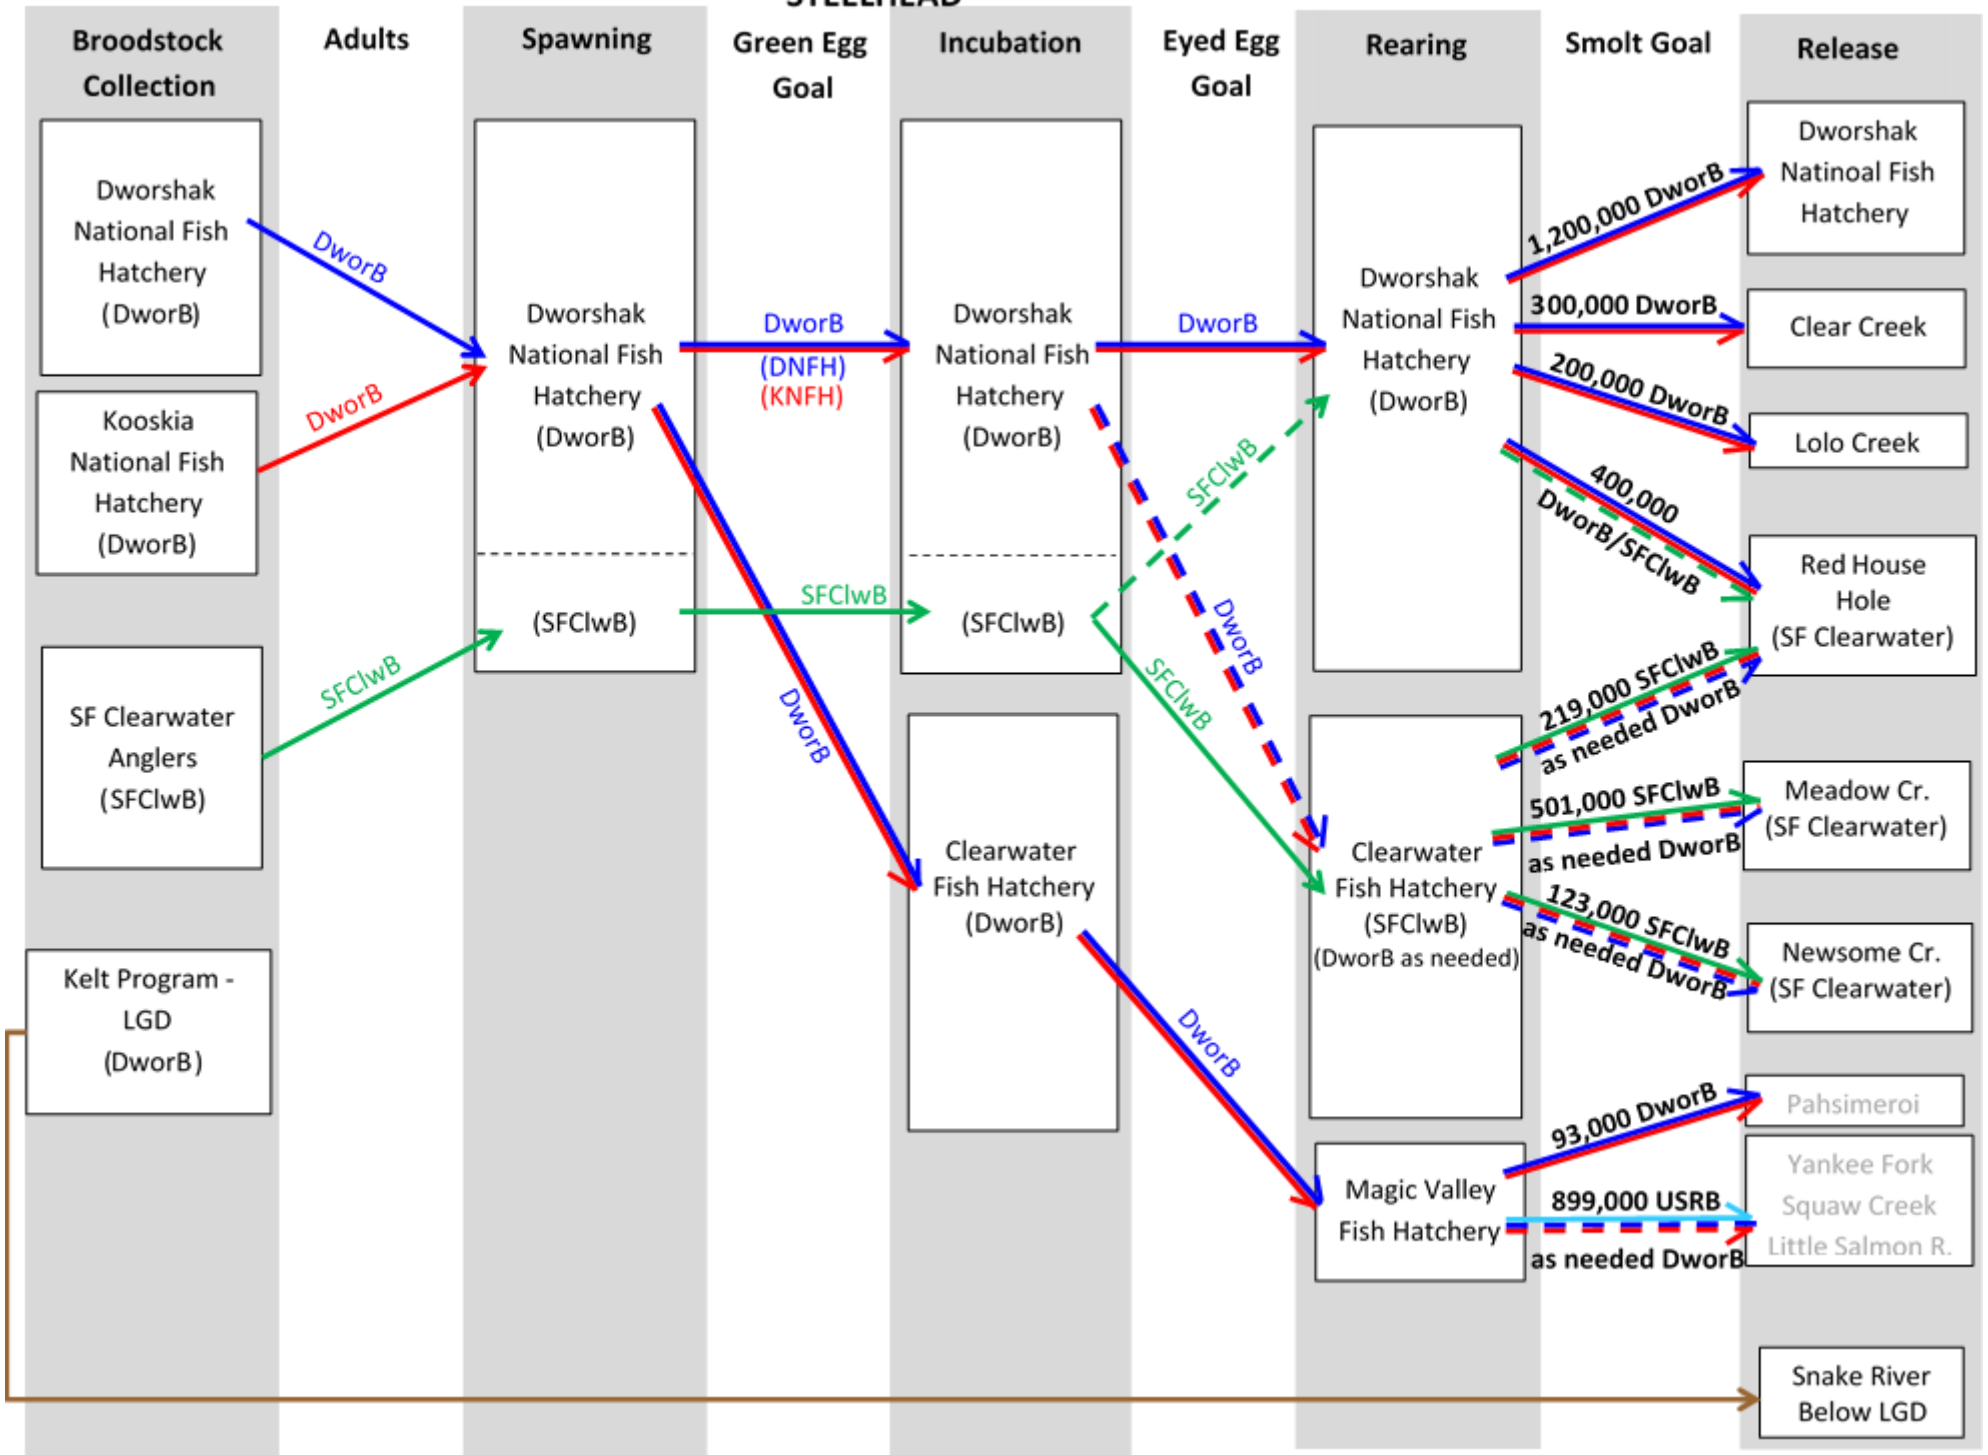 STEELHEAD
Broodstock
Collection
Adults
Spawning
Green Egg
Goal
Incubation
Eyed Egg
Goal
Rearing
Smolt Goal
Release
Dworshak
National Fish
Hatchery
(DworB)
Kooskia
National Fish
Hatchery
(DworB)
SF Clearwater
Anglers
(SFClwB)
Kelt Program -
LGD
(DworB)
DworB
DworB
SFClwB
Dworshak
National Fish
Hatchery
(DworB)
(SFClwB)
DworB
(DNFH)
(KNFH)
SFClwB
DworB
Dworshak
National Fish
Hatchery
(DworB)
(SFClwB)
Clearwater
Fish Hatchery
(DworB)
DworB
SFClwB
DworB
SFClwB
DworB
Dworshak
National Fish
Hatchery
(DworB)
Clearwater
Fish Hatchery
(SFClwB)
(DworB as needed)
Magic Valley
Fish Hatchery
1,200,000 DworB
300,000 DworB
200,000 DworB
400,000
DworB/SFClwB
219,000 SFClwB
as needed DworB
501,000 SFClwB
as needed DworB
123,000 SFClwB
as needed DworB
93,000 DworB
899,000 USRB
as needed DworB
Dworshak
Natinoal Fish
Hatchery
Clear Creek
Lolo Creek
Red House
Hole
(SF Clearwater)
Meadow Cr.
(SF Clearwater)
Newsome Cr.
(SF Clearwater)
Pahsimeroi
Yankee Fork
Squaw Creek
Little Salmon R.
Snake River
Below LGD